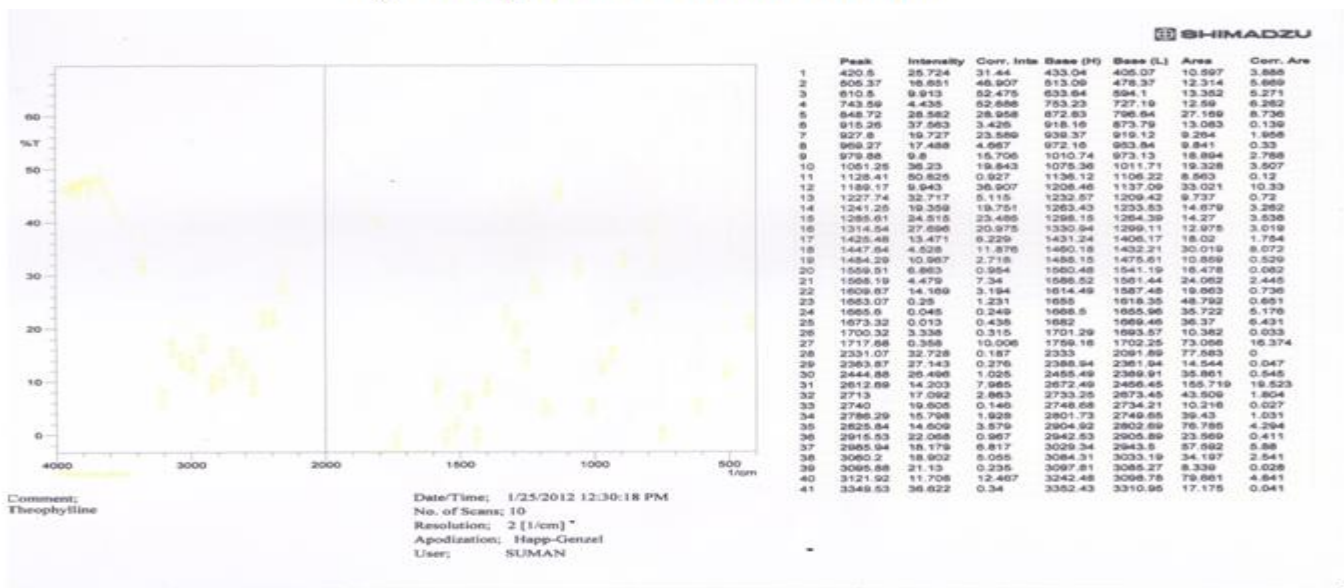 SHIMADZU
Peak Intensity Corr. Inte Base (H) Base (L) Area Corr. Are
1 420.5 25.724 31.44 433.04 405.07 10.597 3.888
2 505.37 16.651 46.907 513.09 478.37 12.314 5.669
3 610.5 9.913 52.475 633.64 594.1 13.352 5.271
4 743.59 4.435 52.688 753.23 727.19 12.59 6.262
5 848.72 28.582 28.958 872.83 796.64 27.169 8.736
6 915.26 37.563 3.426 918.16 873.79 13.083 0.139
7 927.8 19.727 23.589 939.37 919.12 9.264 1.958
8 969.27 17.488 4.667 972.16 953.84 9.841 0.33
9 979.88 9.8 15.706 1010.74 973.13 18.894 2.788
10 1051.25 36.23 19.843 1075.36 1011.71 19.328 3.507
11 1128.41 50.825 0.927 1136.12 1106.22 8.563 0.12
12 1189.17 9.943 36.907 1208.46 1137.09 33.021 10.33
13 1227.74 32.717 5.115 1232.57 1209.42 9.737 0.72
14 1241.25 19.359 19.751 1263.43 1233.53 14.679 3.262
15 1285.61 24.515 23.486 1298.15 1264.39 14.27 3.538
16 1314.54 27.696 20.975 1330.94 1299.11 12.975 3.019
17 1425.48 13.471 6.229 1431.24 1406.17 18.02 1.754
18 1447.64 4.528 11.876 1460.18 1432.21 30.019 8.072
19 1484.29 10.967 2.718 1488.15 1475.61 10.859 0.529
20 1559.51 6.863 0.954 1560.48 1541.19 16.478 0.082
21 1566.19 4.479 7.34 1586.52 1561.44 24.062 2.445
22 1609.67 14.169 3.194 1614.49 1587.48 19.663 0.736
23 1653.07 0.25 1.231 1655 1618.35 48.792 0.651
24 1665.6 0.045 0.249 1668.5 1655.96 35.722 5.176
25 1673.32 0.013 0.435 1682 1669.46 36.37 6.431
26 1700.32 3.338 0.315 1701.29 1693.57 10.382 0.033
27 1717.68 0.358 10.006 1759.16 1702.25 73.066 16.374
28 2331.07 32.728 0.187 2333 2091.89 77.583 0
29 2363.87 27.143 0.276 2388.94 2361.94 14.544 0.047
30 2444.88 26.496 1.025 2455.49 2389.91 35.861 0.545
31 2612.69 14.203 7.985 2672.49 2456.45 155.719 19.523
32 2713 17.092 2.863 2733.25 2673.45 43.509 1.804
33 2740 19.605 0.146 2748.68 2734.21 10.216 0.027
34 2786.29 15.798 1.928 2801.73 2749.65 39.43 1.031
35 2825.84 14.609 3.579 2904.92 2802.69 76.785 4.294
36 2915.53 22.068 0.967 2942.53 2905.89 23.569 0.411
37 2985.94 18.179 6.817 3029.34 2943.5 57.592 5.88
38 3060.2 18.902 5.055 3084.31 3033.19 34.197 2.541
39 3095.88 21.13 0.235 3097.81 3085.27 8.339 0.028
40 3121.92 11.708 12.467 3242.48 3098.78 79.661 4.841
41 3349.53 36.622 0.34 3352.43 3310.95 17.175 0.041
60
%T
50
40
30
20
10
0
4000 3000 2000 1500 1000 500
1/cm
Comment;
Theophylline
Date/Time; 1/25/2012 12:30:18 PM
No. of Scans; 10
Resolution; 2 [1/cm]
Apodization; Happ-Genzel
User; SUMAN